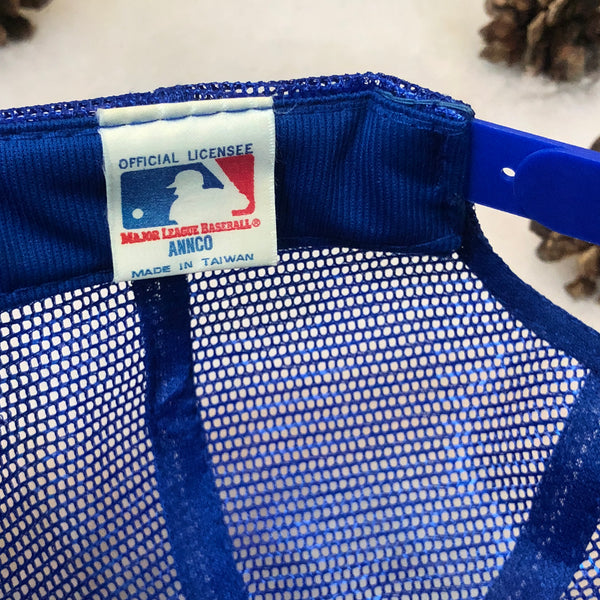 OFFICIAL LICENSEE
MAJOR LEAGUE BASEBALL®
ANNCO
MADE IN TAIWAN